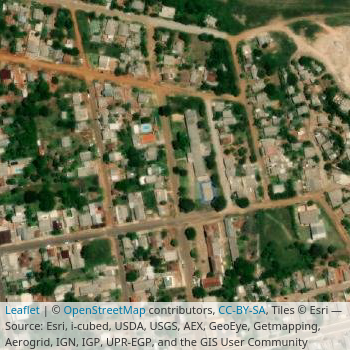 Leaflet | © OpenStreetMap contributors, CC-BY-SA, Tiles © Esri —
Source: Esri, i-cubed, USDA, USGS, AEX, GeoEye, Getmapping,
Aerogrid, IGN, IGP, UPR-EGP, and the GIS User Community